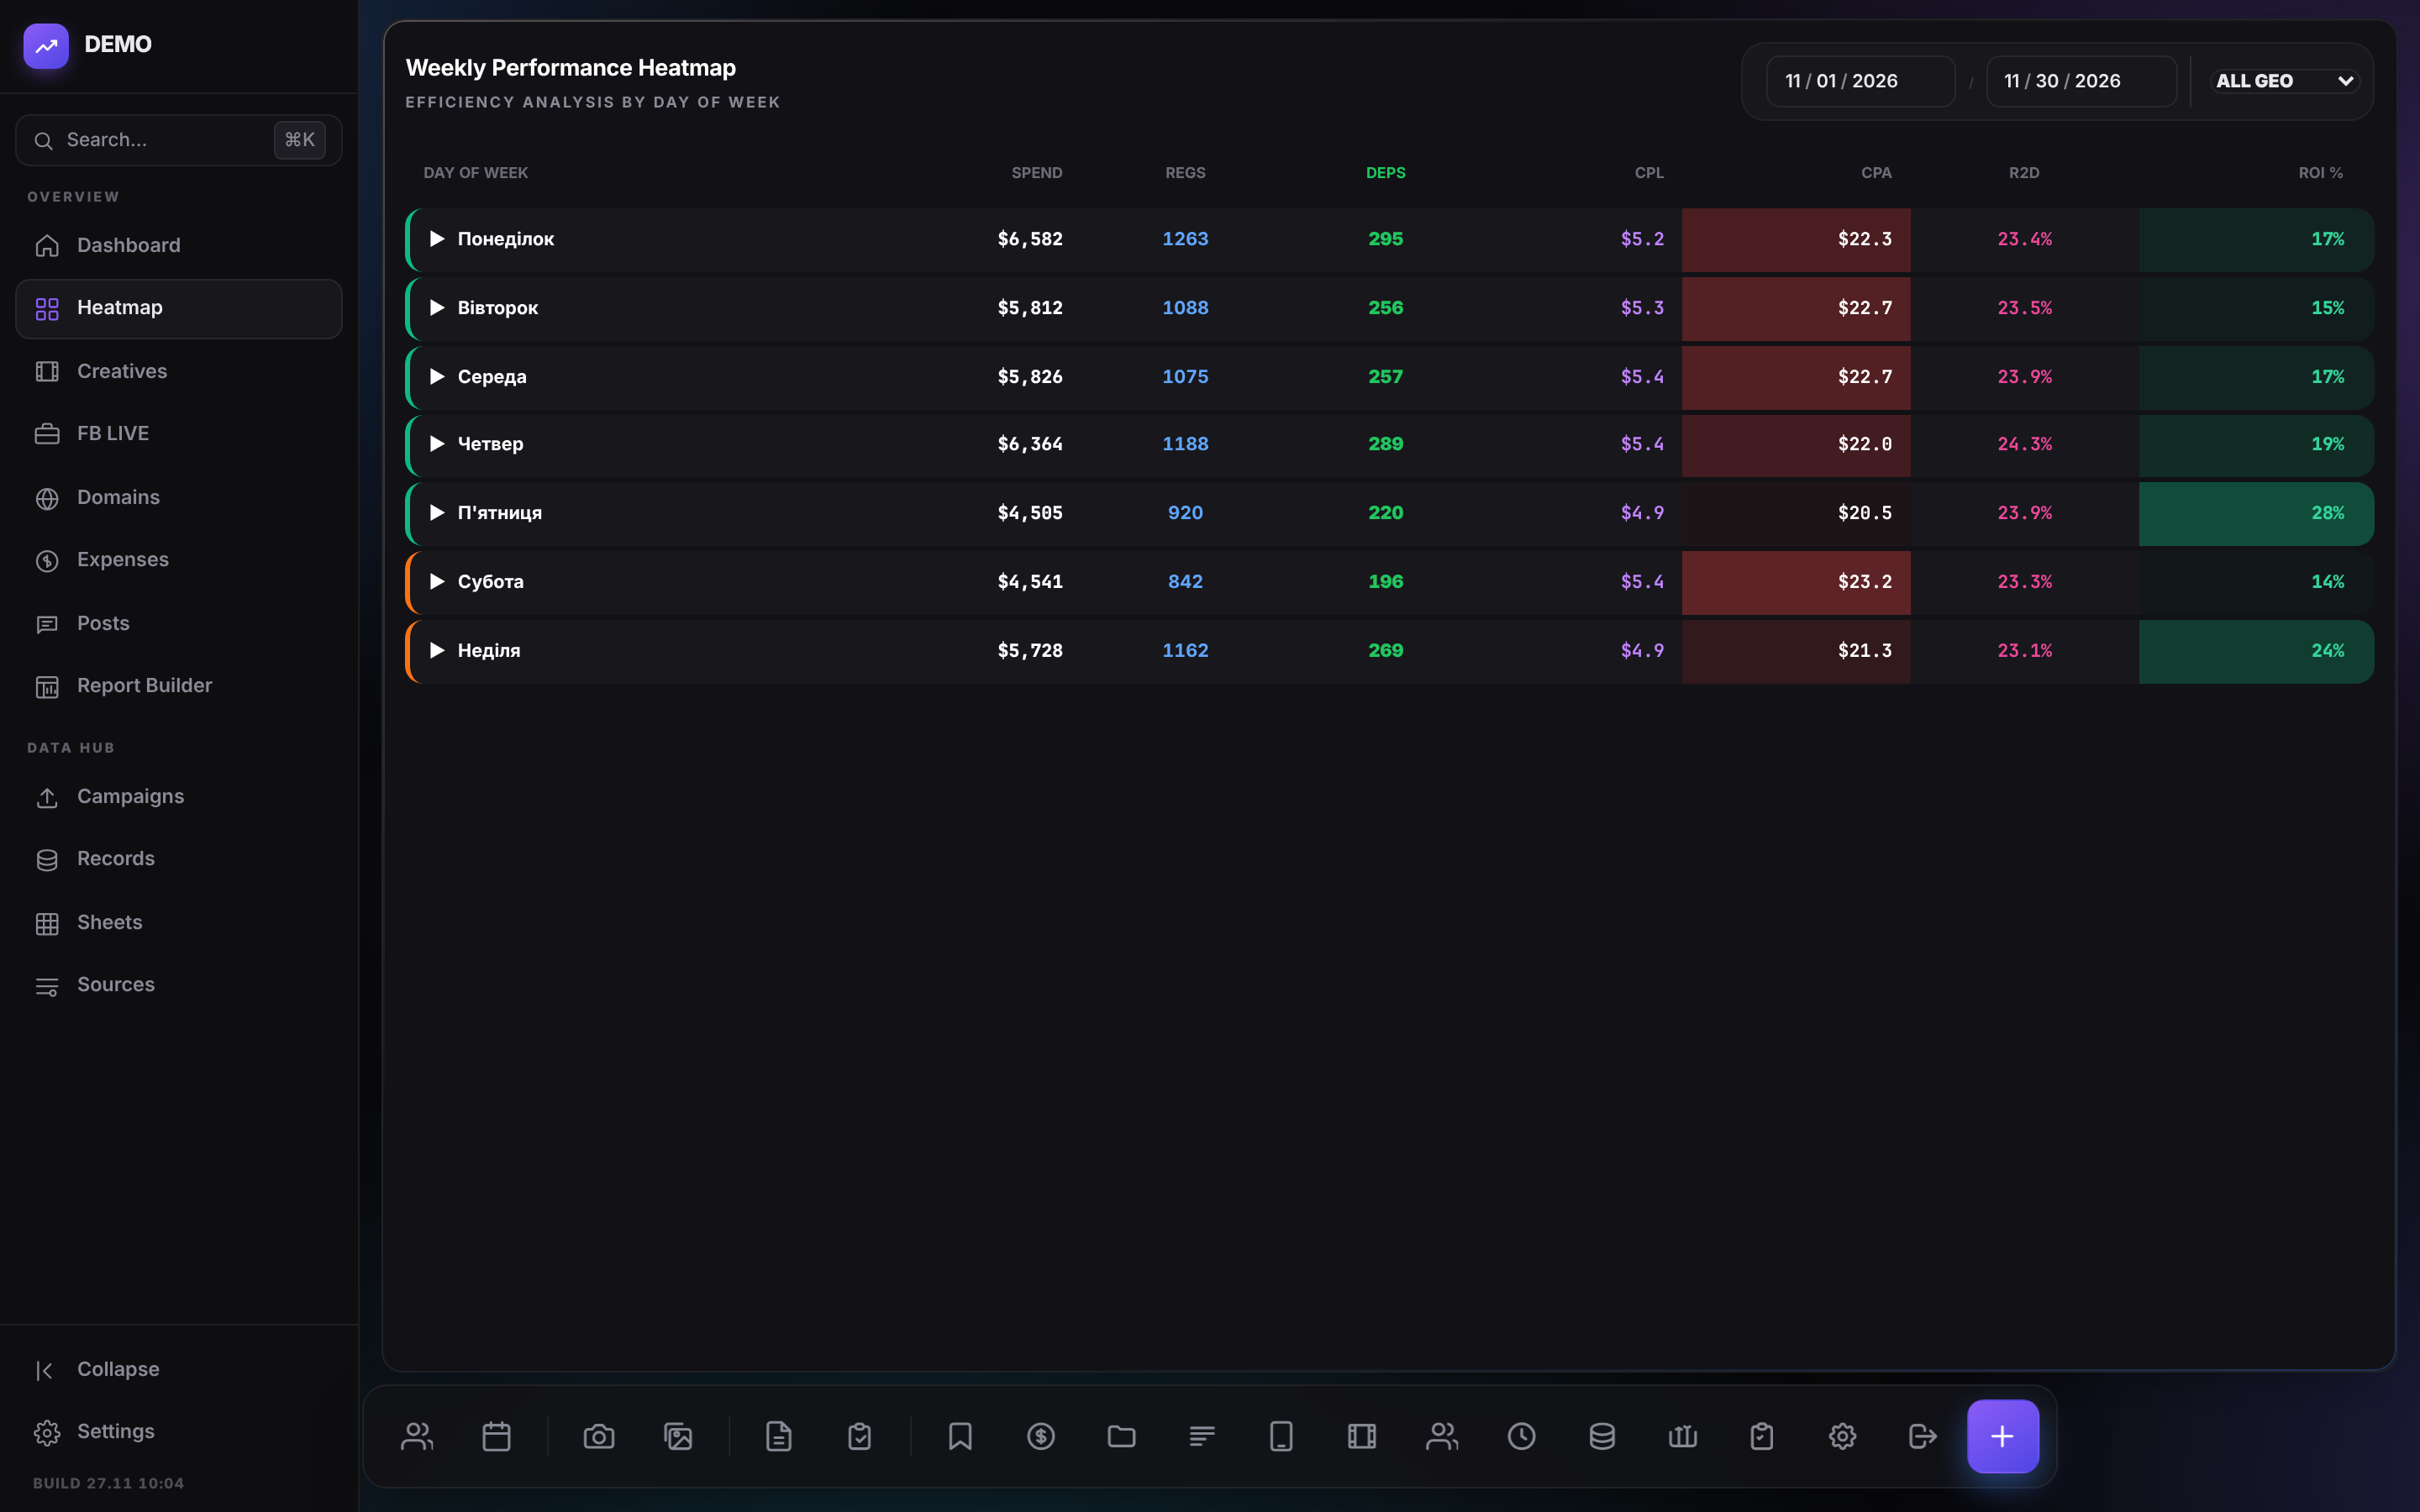 DEMO
Search...
⌘K
OVERVIEW
Dashboard
Heatmap
Creatives
FB LIVE
Domains
Expenses
Posts
Report Builder
DATA HUB
Campaigns
Records
Sheets
Sources
Collapse
Settings
BUILD 27.11 10:04
Weekly Performance Heatmap
EFFICIENCY ANALYSIS BY DAY OF WEEK
11 / 01 / 2026 / 11 / 30 / 2026 ALL GEO
DAY OF WEEK SPEND REGS DEPS CPL CPA R2D ROI %
Понеділок $6,582 1263 295 $5.2 $22.3 23.4% 17%
Вівторок $5,812 1088 256 $5.3 $22.7 23.5% 15%
Середа $5,826 1075 257 $5.4 $22.7 23.9% 17%
Четвер $6,364 1188 289 $5.4 $22.0 24.3% 19%
П'ятниця $4,505 920 220 $4.9 $20.5 23.9% 28%
Субота $4,541 842 196 $5.4 $23.2 23.3% 14%
Неділя $5,728 1162 269 $4.9 $21.3 23.1% 24%